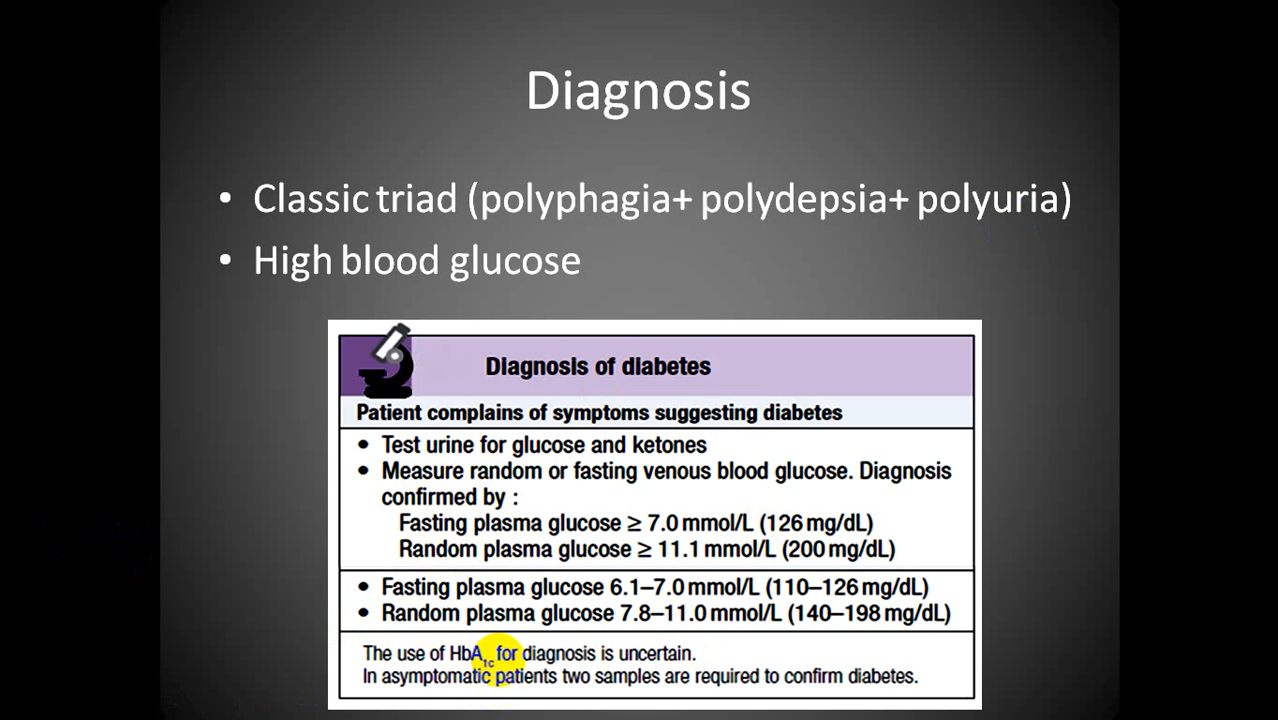 Diagnosis
• Classic triad (polyphagia+ polydepsia+ polyuria)
• High blood glucose
Diagnosis of diabetes
Patient complains of symptoms suggesting diabetes
• Test urine for glucose and ketones
• Measure random or fasting venous blood glucose. Diagnosis
confirmed by :
Fasting plasma glucose ≥ 7.0 mmol/L (126 mg/dL)
Random plasma glucose ≥ 11.1 mmol/L (200 mg/dL)
• Fasting plasma glucose 6.1–7.0 mmol/L (110–126 mg/dL)
• Random plasma glucose 7.8–11.0 mmol/L (140–198 mg/dL)
The use of HbA1c for diagnosis is uncertain.
In asymptomatic patients two samples are required to confirm diabetes.